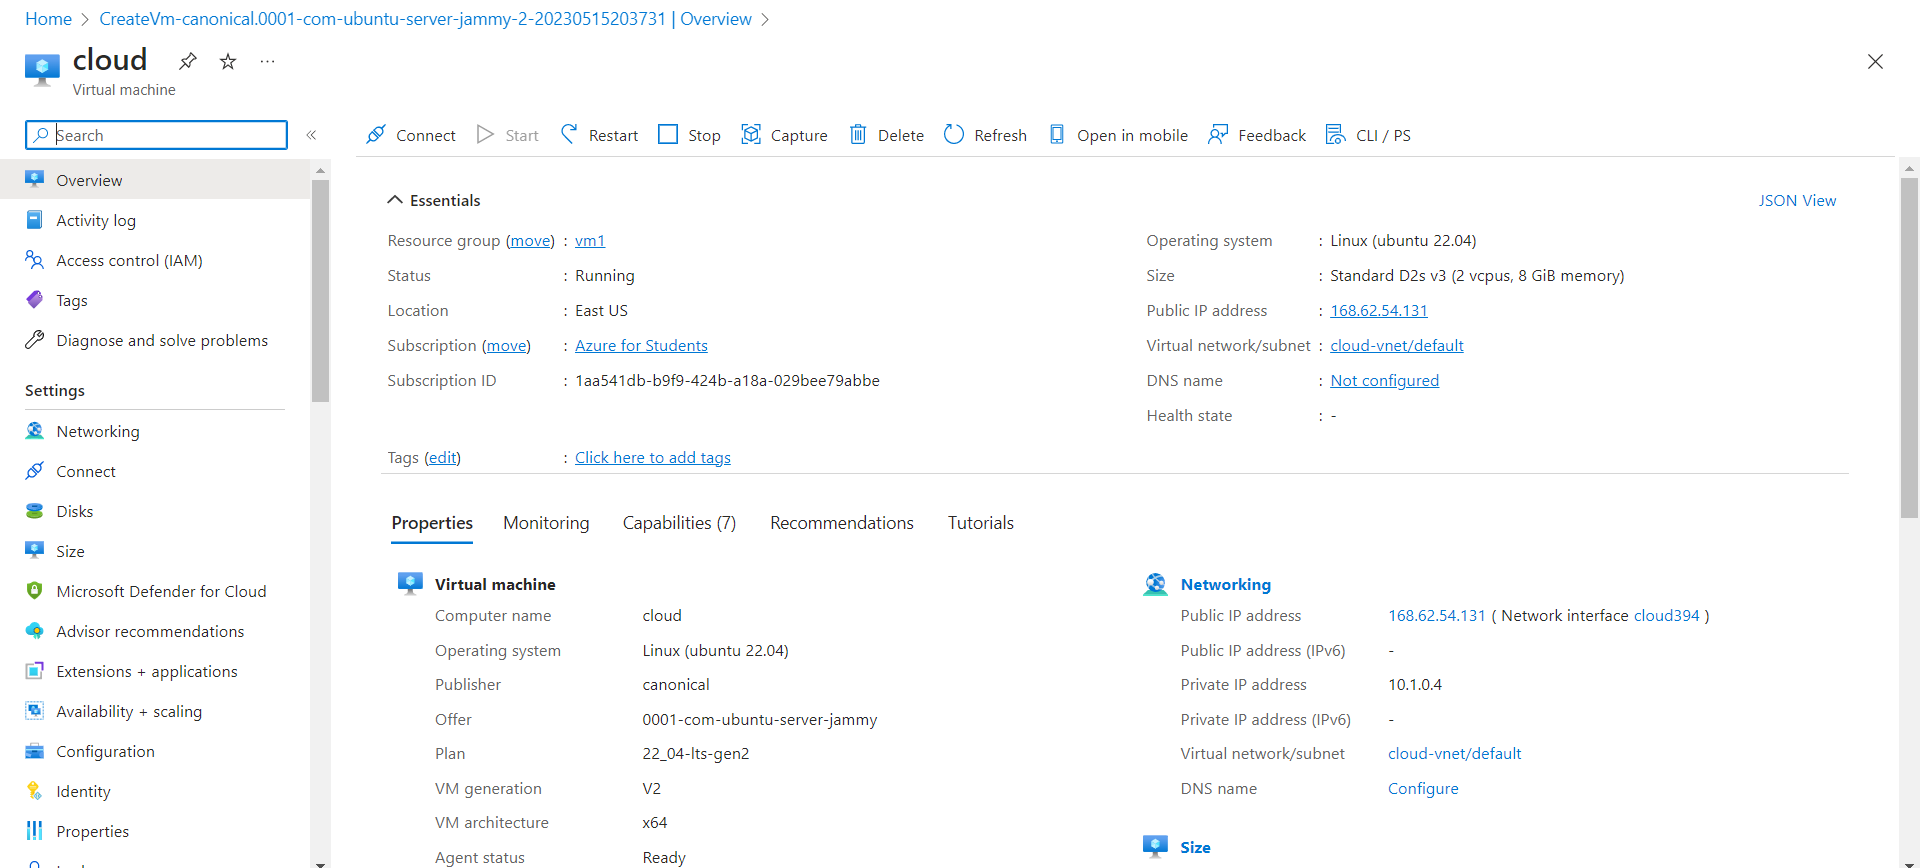 Home > CreateVm-canonical.0001-com-ubuntu-server-jammy-2-20230515203731 | Overview >
cloud
Virtual machine
Search
«
Connect
Start
Restart
Stop
Capture
Delete
Refresh
Open in mobile
Feedback
CLI / PS
Overview
Activity log
Access control (IAM)
Tags
Diagnose and solve problems
Settings
Networking
Connect
Disks
Size
Microsoft Defender for Cloud
Advisor recommendations
Extensions + applications
Availability + scaling
Configuration
Identity
Properties
Essentials
JSON View
Resource group (move) : vm1
Status : Running
Location : East US
Subscription (move) : Azure for Students
Subscription ID : 1aa541db-b9f9-424b-a18a-029bee79abbe
Operating system : Linux (ubuntu 22.04)
Size : Standard D2s v3 (2 vcpus, 8 GiB memory)
Public IP address : 168.62.54.131
Virtual network/subnet : cloud-vnet/default
DNS name : Not configured
Health state : -
Tags (edit) : Click here to add tags
Properties
Monitoring
Capabilities (7)
Recommendations
Tutorials
Virtual machine
Computer name cloud
Operating system Linux (ubuntu 22.04)
Publisher canonical
Offer 0001-com-ubuntu-server-jammy
Plan 22_04-lts-gen2
VM generation V2
VM architecture x64
Agent status Ready
Networking
Public IP address 168.62.54.131 ( Network interface cloud394 )
Public IP address (IPv6) -
Private IP address 10.1.0.4
Private IP address (IPv6) -
Virtual network/subnet cloud-vnet/default
DNS name Configure
Size